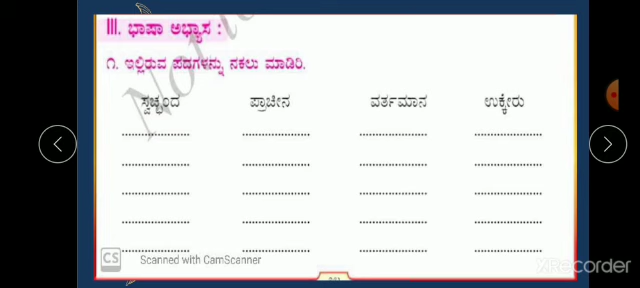 III. ಭಾಷಾ ಅಭ್ಯಾಸ :
೧. ಇಲ್ಲಿರುವ ಪದಗಳನ್ನು ನಕಲು ಮಾಡಿರಿ.
ಸ್ವಚ್ಛಂದ ಪ್ರಾಚೀನ ವರ್ತಮಾನ ಉಕ್ಕೇರು
.................... .................... .................... ....................
.................... .................... .................... ....................
.................... .................... .................... ....................
.................... .................... .................... ....................
.................... .................... .................... ....................
CS Scanned with CamScanner
XRecorder